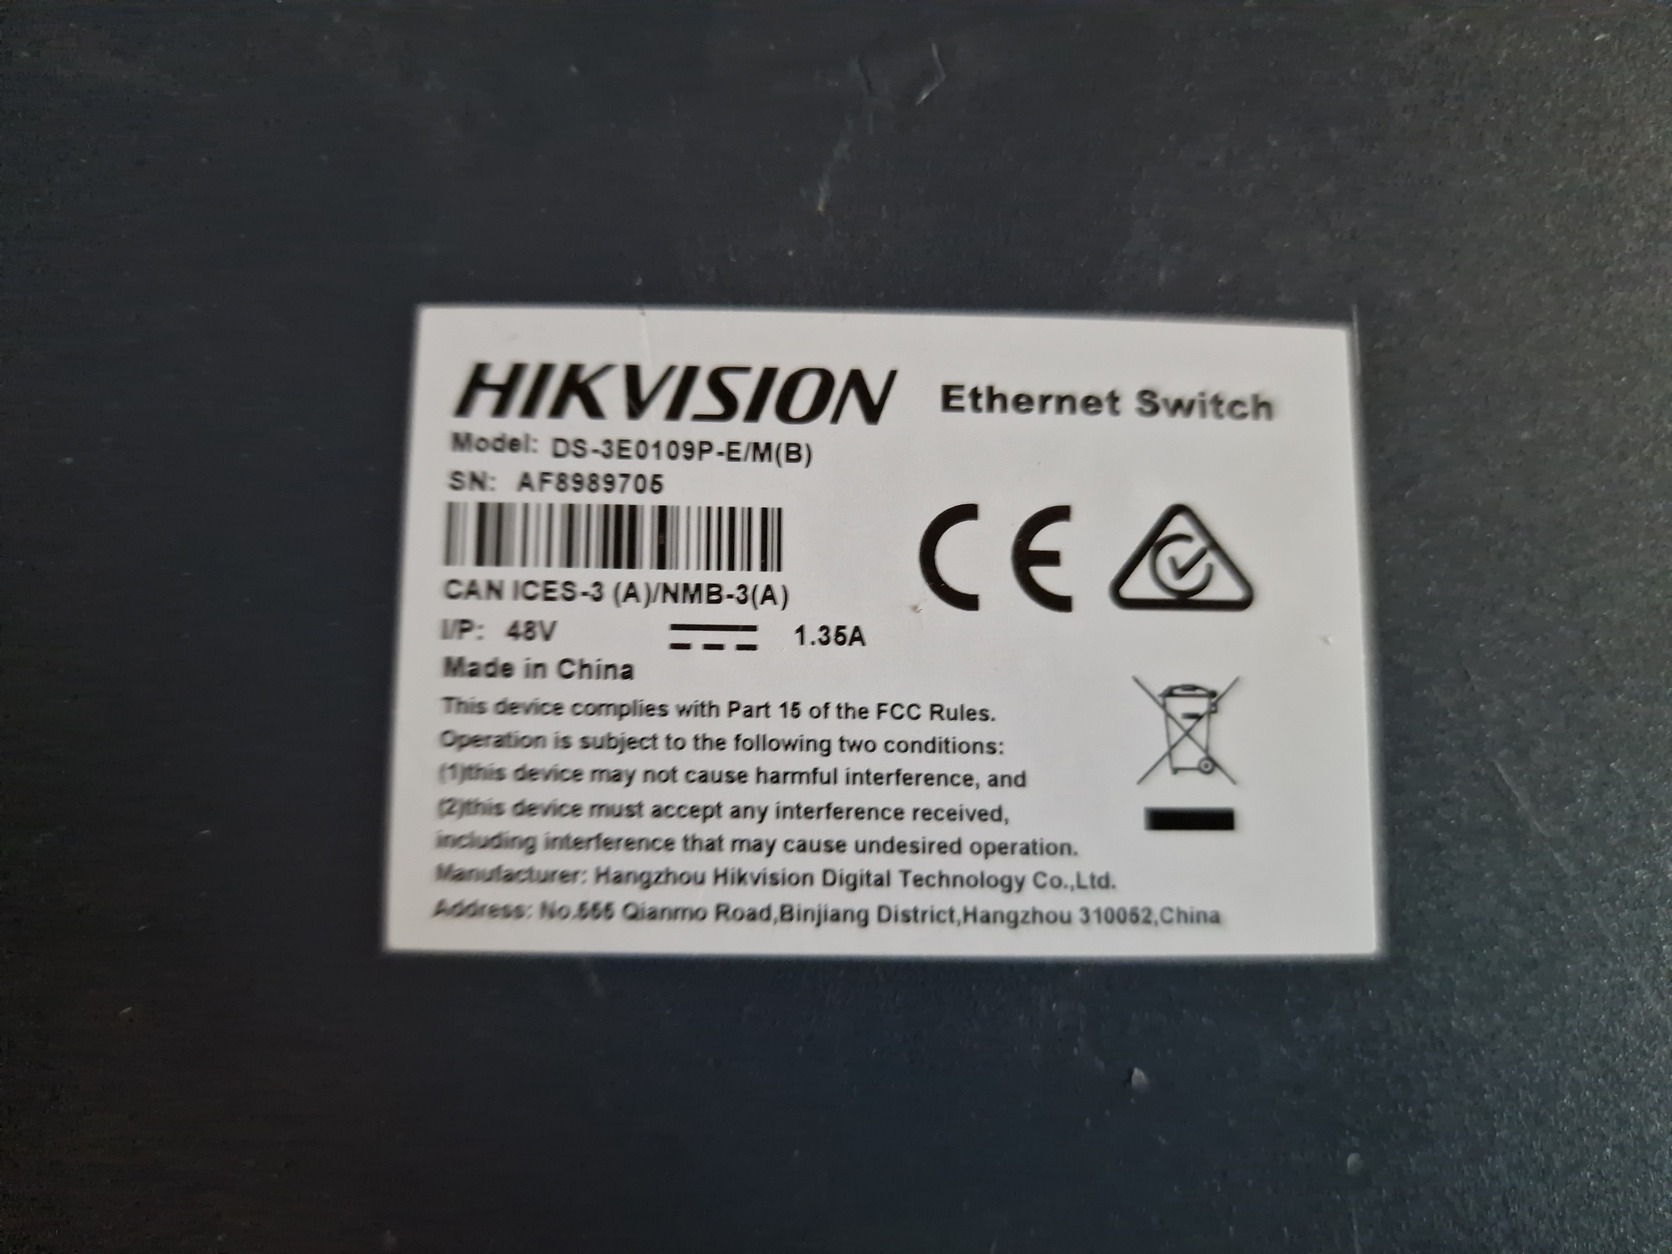 HIKVISION Ethernet Switch
Model: DS-3E0109P-E/M(B)
SN: AF8989705
CAN ICES-3 (A)/NMB-3(A)
I/P: 48V 1.35A
Made in China
This device complies with Part 15 of the FCC Rules.
Operation is subject to the following two conditions:
(1)this device may not cause harmful interference, and
(2)this device must accept any interference received,
including interference that may cause undesired operation.
Manufacturer: Hangzhou Hikvision Digital Technology Co.,Ltd.
Address: No.555 Qianmo Road,Binjiang District,Hangzhou 310052,China